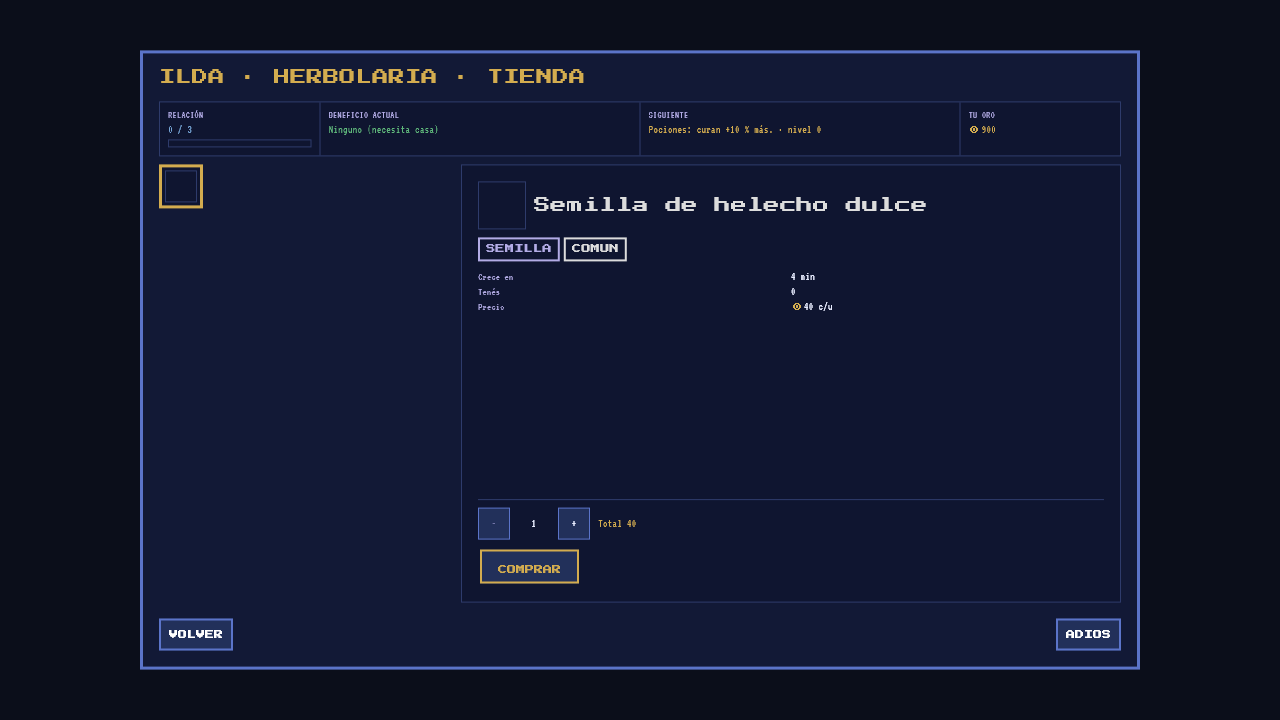 ILDA · HERBOLARIA · TIENDA
RELACIÓN
0 / 3
BENEFICIO ACTUAL
Ninguno (necesita casa)
SIGUIENTE
Pociones: curan +10 % más. · nivel 0
TU ORO
900
Semilla de helecho dulce
SEMILLA COMUN
Crece en 4 min
Tenés 0
Precio 40 c/u
- 1 + Total 40
COMPRAR
VOLVER
ADIOS